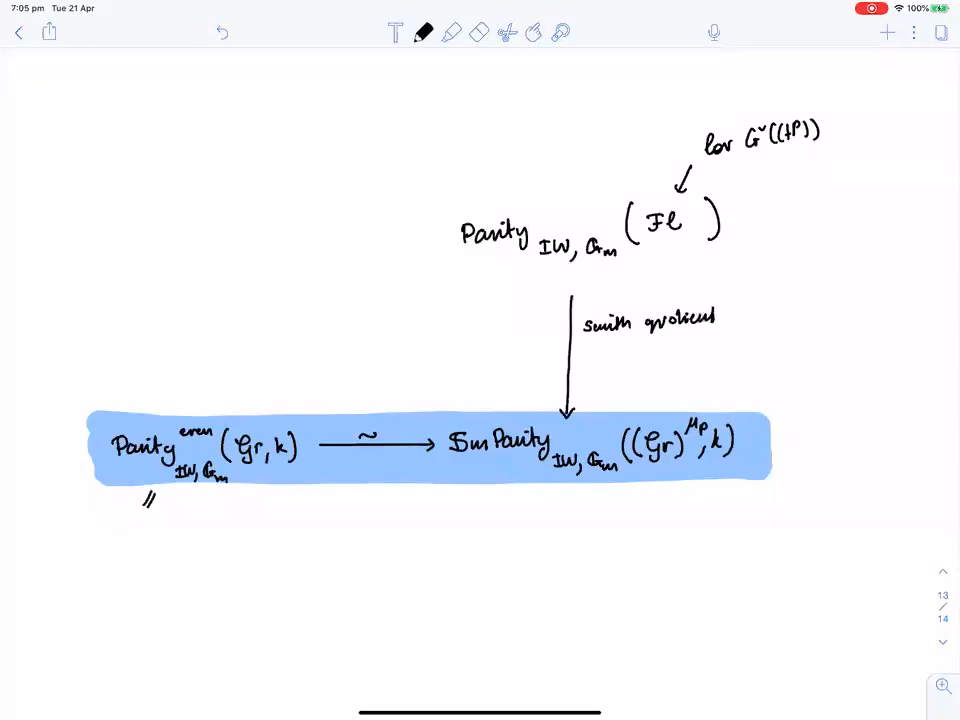 7:05 pm Tue 21 Apr
100%
for G^∨((t^p))
Parity_{IW, 𝔾_m} (Fl)
smith quotient
Parity^{even}_{IW, 𝔾_m} (Gr, k) ⟶^{∼} SmParity_{IW, 𝔾_m} ((Gr)^{μ_p}, k)
//
13
/
14